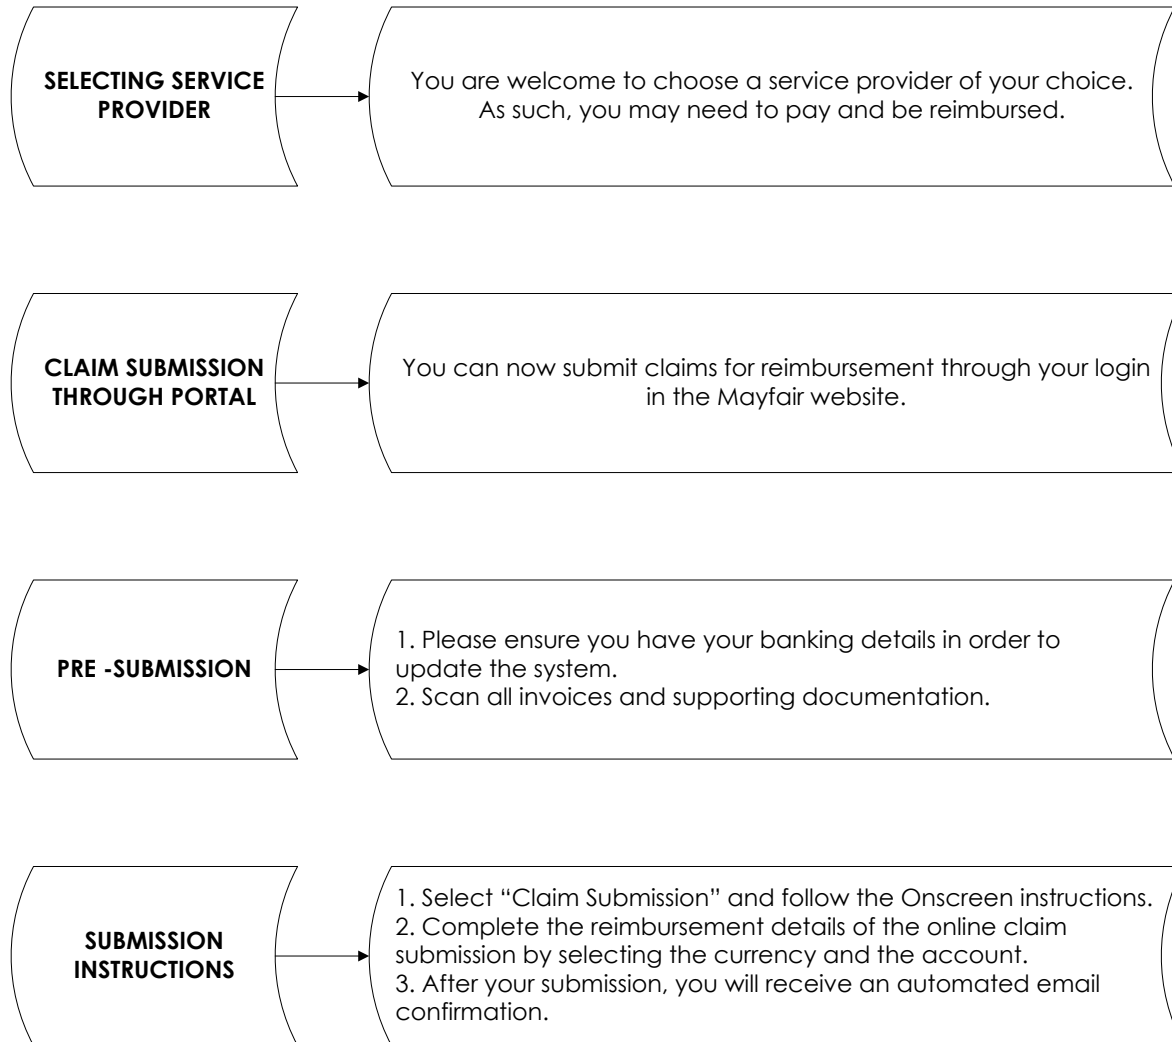 SELECTING SERVICE
PROVIDER
You are welcome to choose a service provider of your choice.
As such, you may need to pay and be reimbursed.
CLAIM SUBMISSION
THROUGH PORTAL
You can now submit claims for reimbursement through your login
in the Mayfair website.
PRE -SUBMISSION
1. Please ensure you have your banking details in order to
update the system.
2. Scan all invoices and supporting documentation.
SUBMISSION
INSTRUCTIONS
1. Select “Claim Submission” and follow the Onscreen instructions.
2. Complete the reimbursement details of the online claim
submission by selecting the currency and the account.
3. After your submission, you will receive an automated email
confirmation.